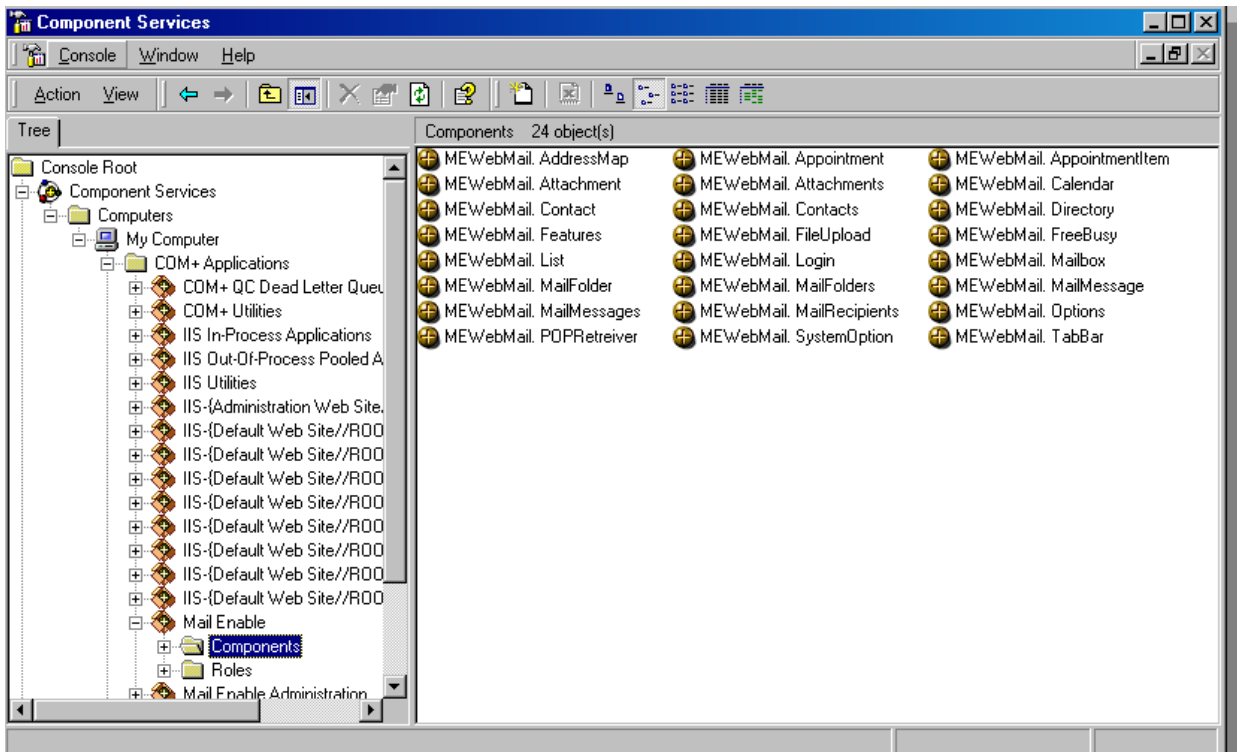 Component Services
Console Window Help
Action View
Tree
Components 24 object(s)
Console Root
Component Services
Computers
My Computer
COM+ Applications
COM+ QC Dead Letter Queu
COM+ Utilities
IIS In-Process Applications
IIS Out-Of-Process Pooled A
IIS Utilities
IIS-{Administration Web Site.
IIS-{Default Web Site//ROO
IIS-{Default Web Site//ROO
IIS-{Default Web Site//ROO
IIS-{Default Web Site//ROO
IIS-{Default Web Site//ROO
IIS-{Default Web Site//ROO
IIS-{Default Web Site//ROO
IIS-{Default Web Site//ROO
Mail Enable
Components
Roles
Mail Enable Administration
MEWebMail. AddressMap MEWebMail. Appointment MEWebMail. AppointmentItem
MEWebMail. Attachment MEWebMail. Attachments MEWebMail. Calendar
MEWebMail. Contact MEWebMail. Contacts MEWebMail. Directory
MEWebMail. Features MEWebMail. FileUpload MEWebMail. FreeBusy
MEWebMail. List MEWebMail. Login MEWebMail. Mailbox
MEWebMail. MailFolder MEWebMail. MailFolders MEWebMail. MailMessage
MEWebMail. MailMessages MEWebMail. MailRecipients MEWebMail. Options
MEWebMail. POPRetreiver MEWebMail. SystemOption MEWebMail. TabBar